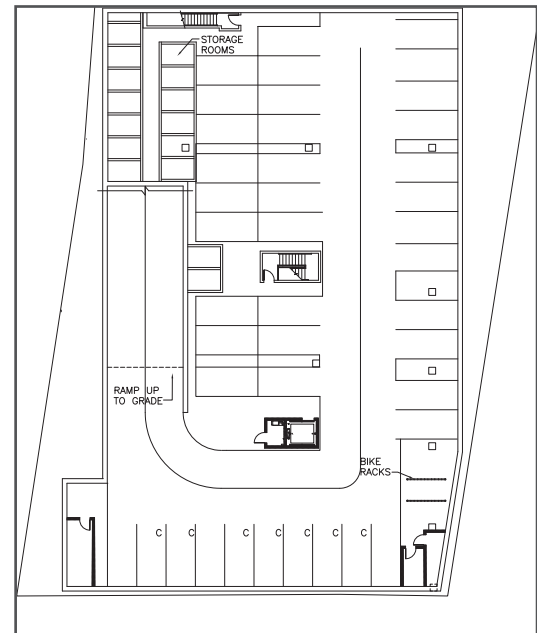 STORAGE
ROOMS
RAMP UP
TO GRADE
BIKE
RACKS
C C C C C C C